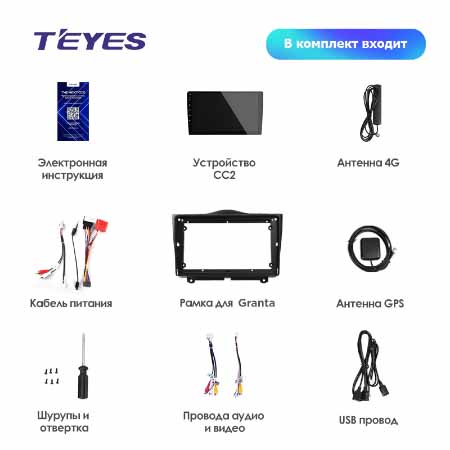 TEYES
В комплект входит
Электронная
инструкция
Устройство
CC2
Антенна 4G
Кабель питания
Рамка для Granta
Антенна GPS
Шурупы и
отвертка
Провода аудио
и видео
USB провод